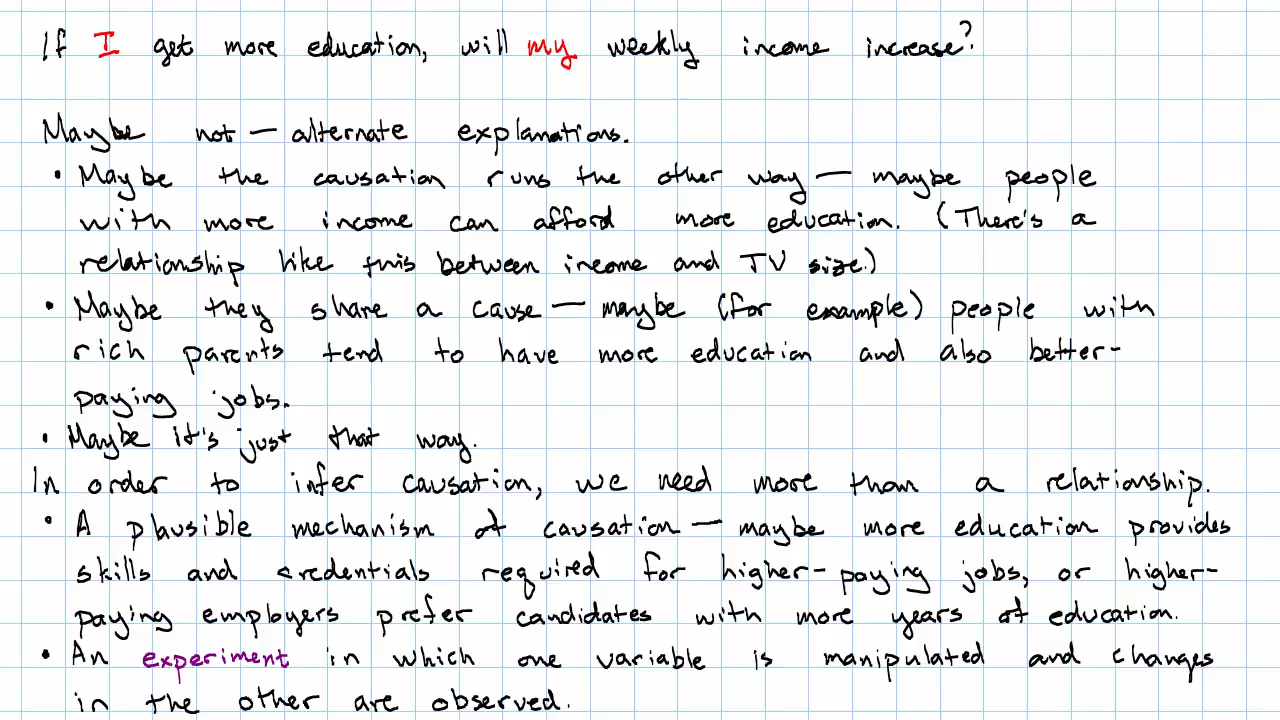 If I get more education, will my weekly income increase?
Maybe not — alternate explanations.
• Maybe the causation runs the other way — maybe people
with more income can afford more education. (There's a
relationship like this between income and TV size.)
• Maybe they share a cause — maybe (for example) people with
rich parents tend to have more education and also better-
paying jobs.
• Maybe it's just that way.
In order to infer causation, we need more than a relationship.
• A plausible mechanism of causation — maybe more education provides
skills and credentials required for higher-paying jobs, or higher-
paying employers prefer candidates with more years of education.
• An experiment in which one variable is manipulated and changes
in the other are observed.